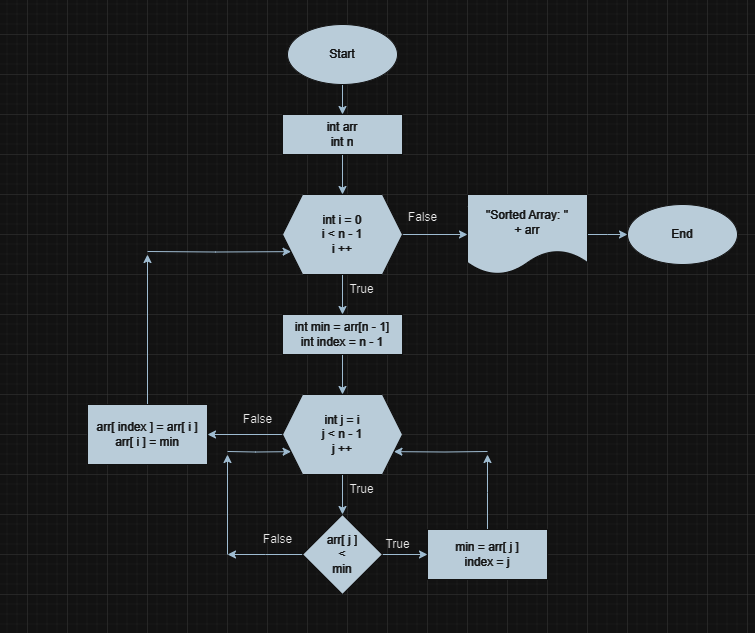 Start
int arr
int n
int i = 0
i < n - 1
i ++
False
"Sorted Array: "
+ arr
End
True
int min = arr[n - 1]
int index = n - 1
int j = i
j < n - 1
j ++
False
arr[ index ] = arr[ i ]
arr[ i ] = min
True
arr[ j ]
<
min
False
True
min = arr[ j ]
index = j